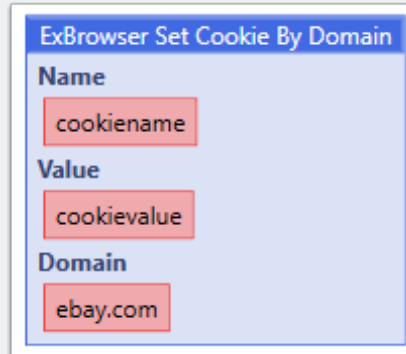 ExBrowser Set Cookie By Domain
Name
cookiename
Value
cookievalue
Domain
ebay.com